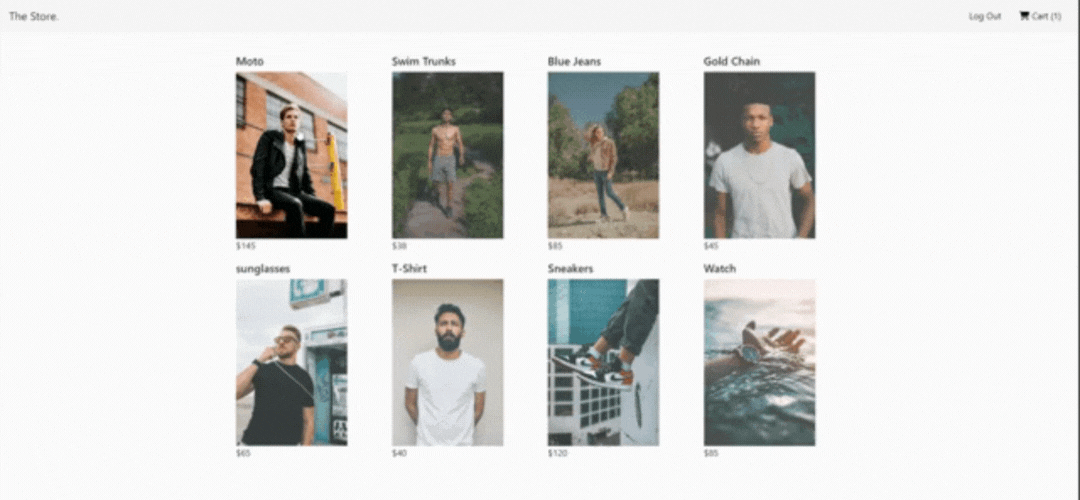 The Store.
Log Out Cart (1)
Moto Swim Trunks Blue Jeans Gold Chain
$145 $38 $85 $45
sunglasses T-Shirt Sneakers Watch
$65 $40 $120 $85